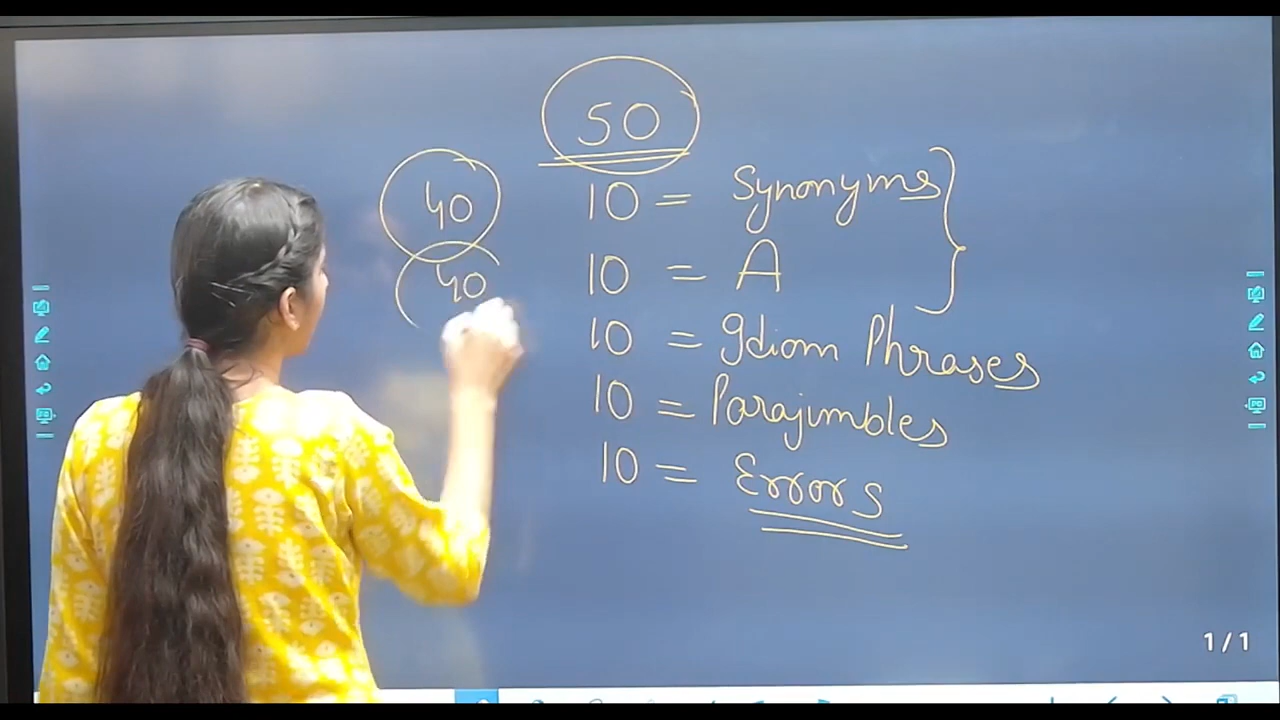 50
40 10 = Synonyms
40 10 = A
10 = Idiom Phrases
10 = Parajumbles
10 = Errors
1/1